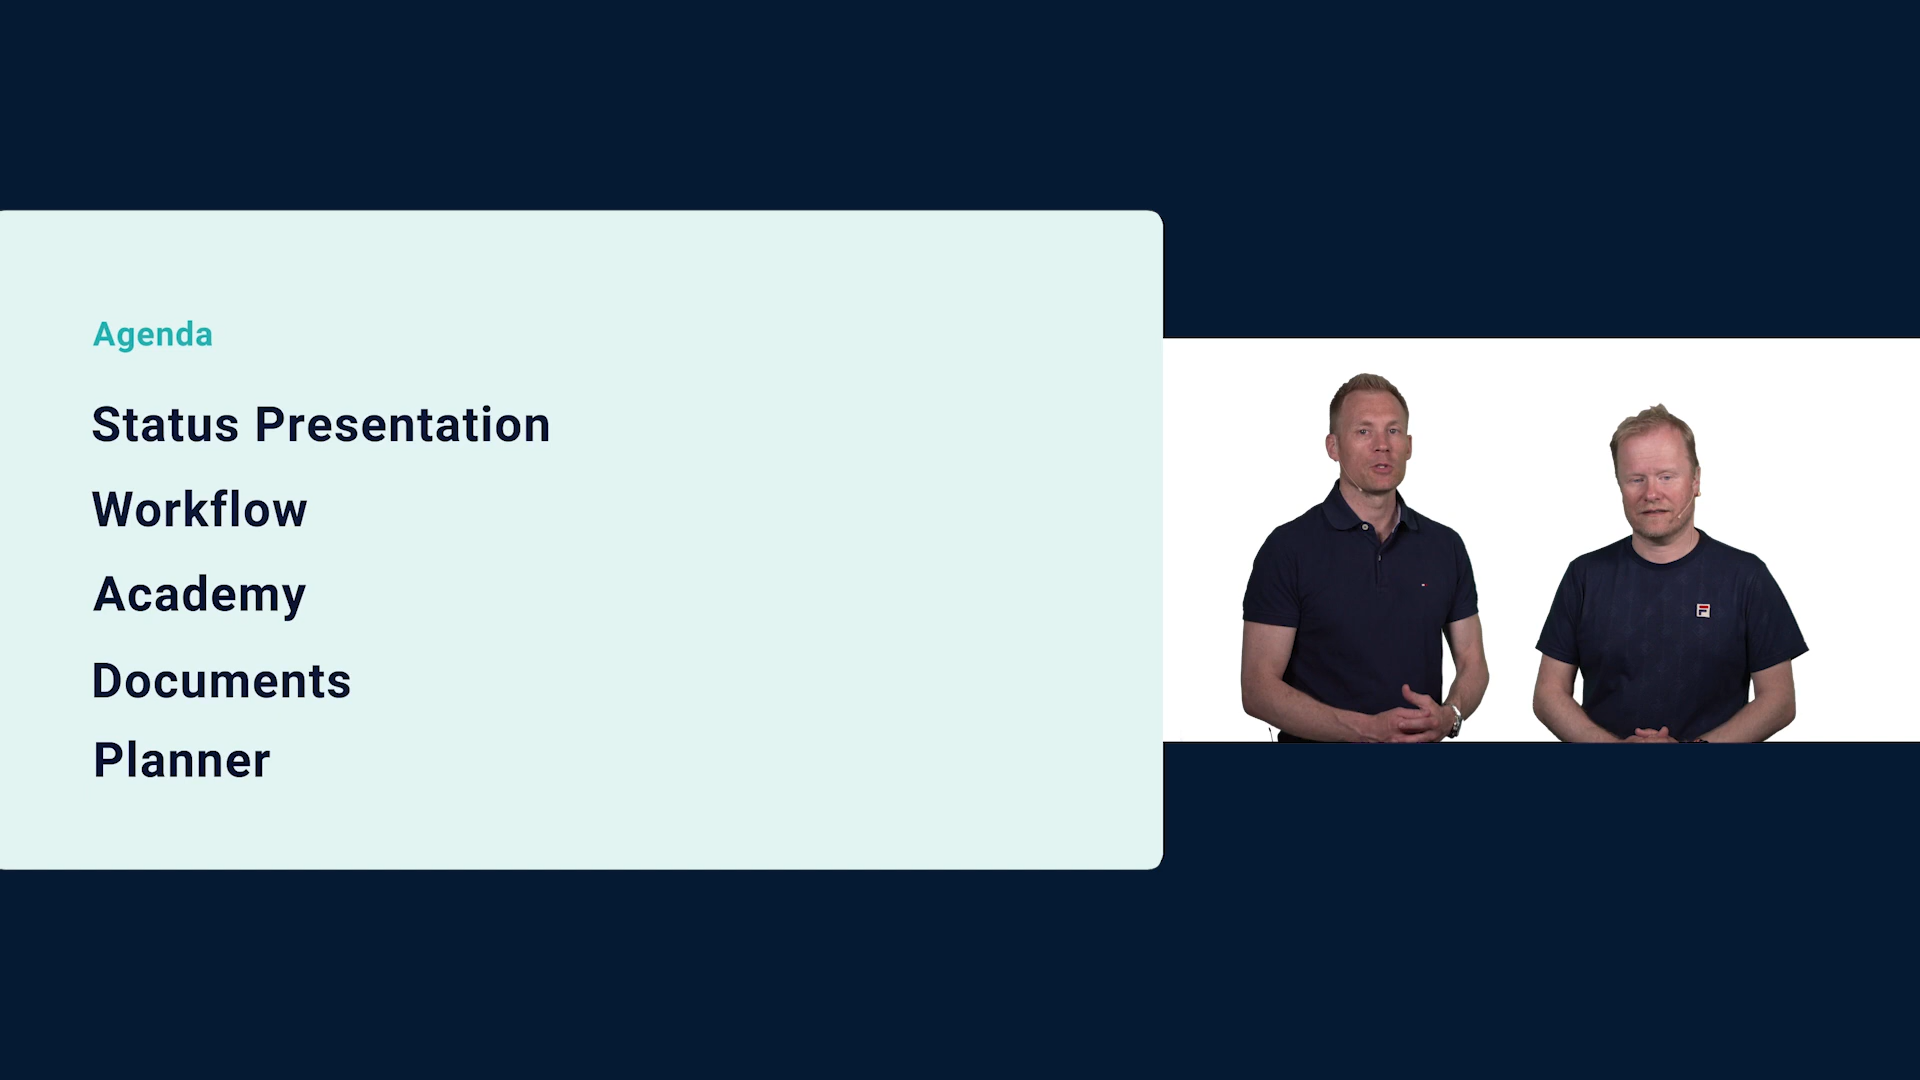 Agenda
Status Presentation
Workflow
Academy
Documents
Planner